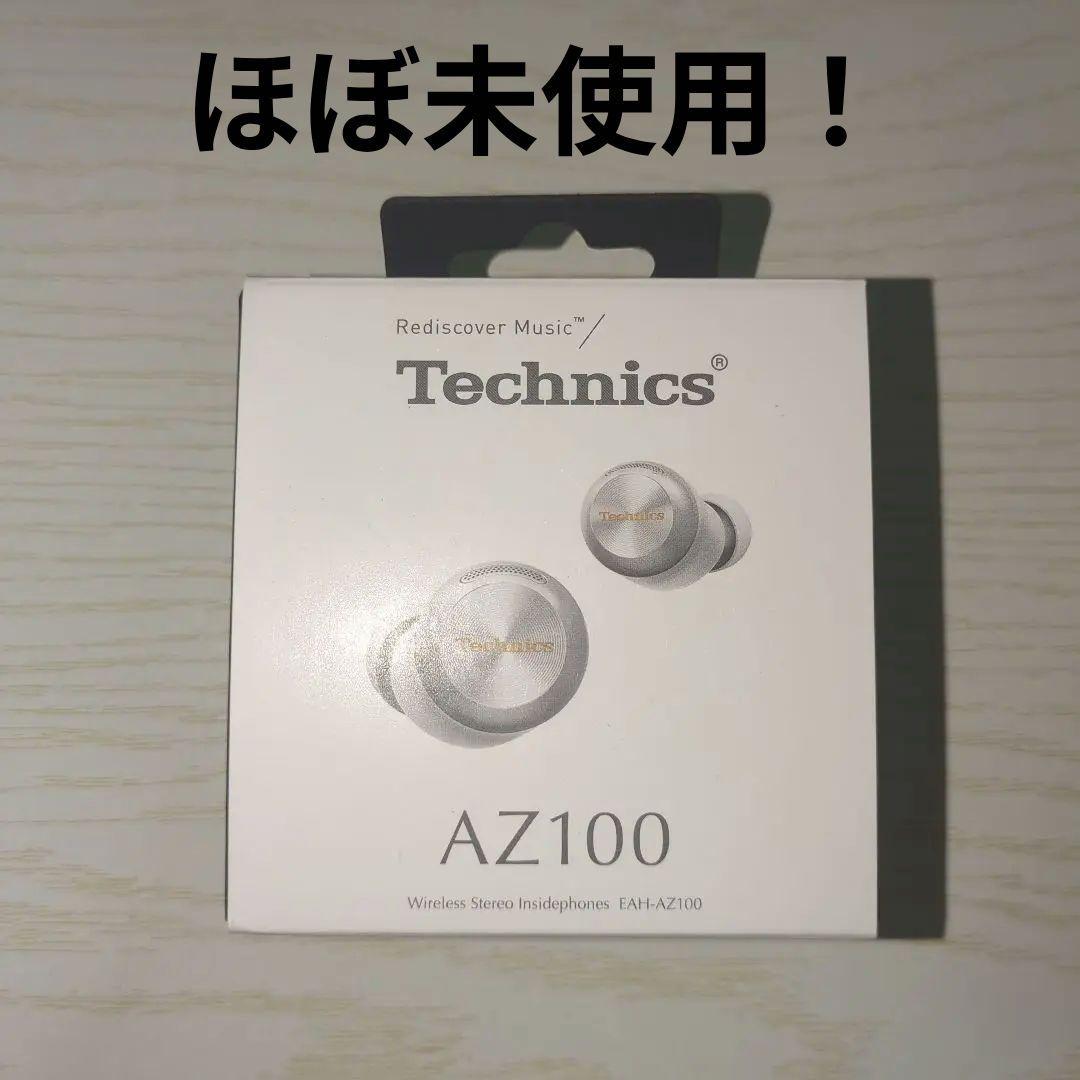 ほぼ未使用！
Rediscover Music™/
Technics®
Technics
Technics
AZ100
Wireless Stereo Insidephones EAH-AZ100